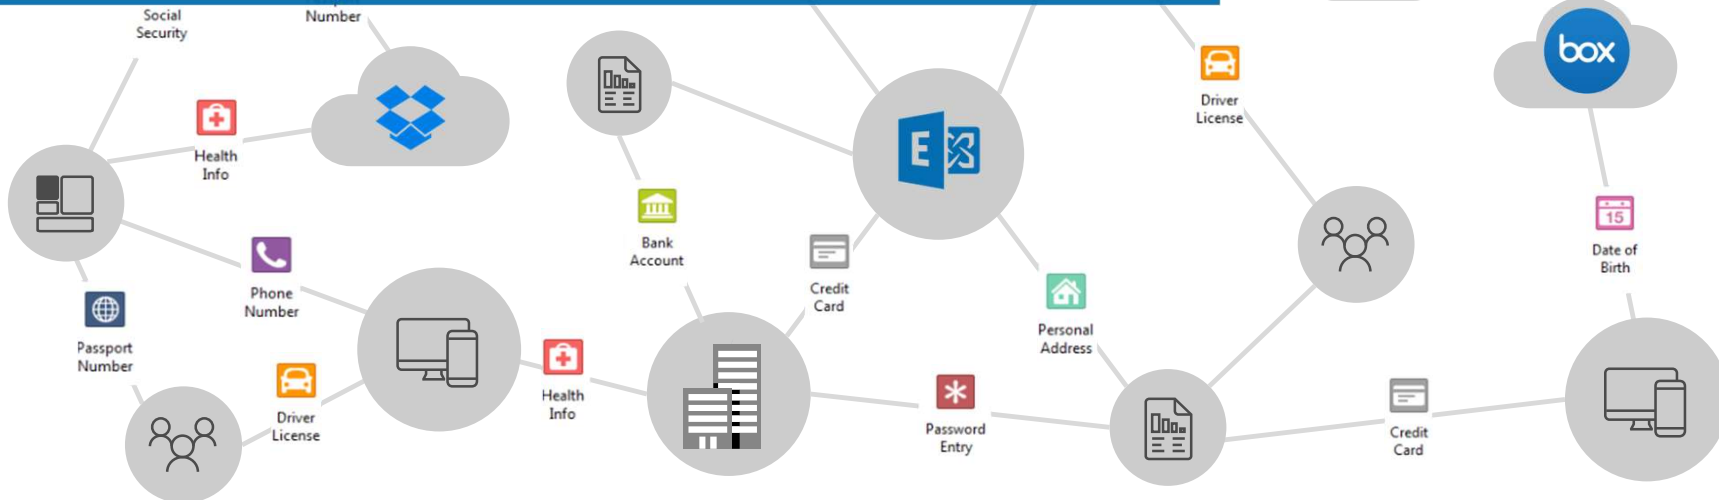 Social
Security
Number
Health
Info
Phone
Number
Passport
Number
Driver
License
Health
Info
Bank
Account
E
Credit
Card
Personal
Address
Password
Entry
Driver
License
box
15
Date of
Birth
Credit
Card